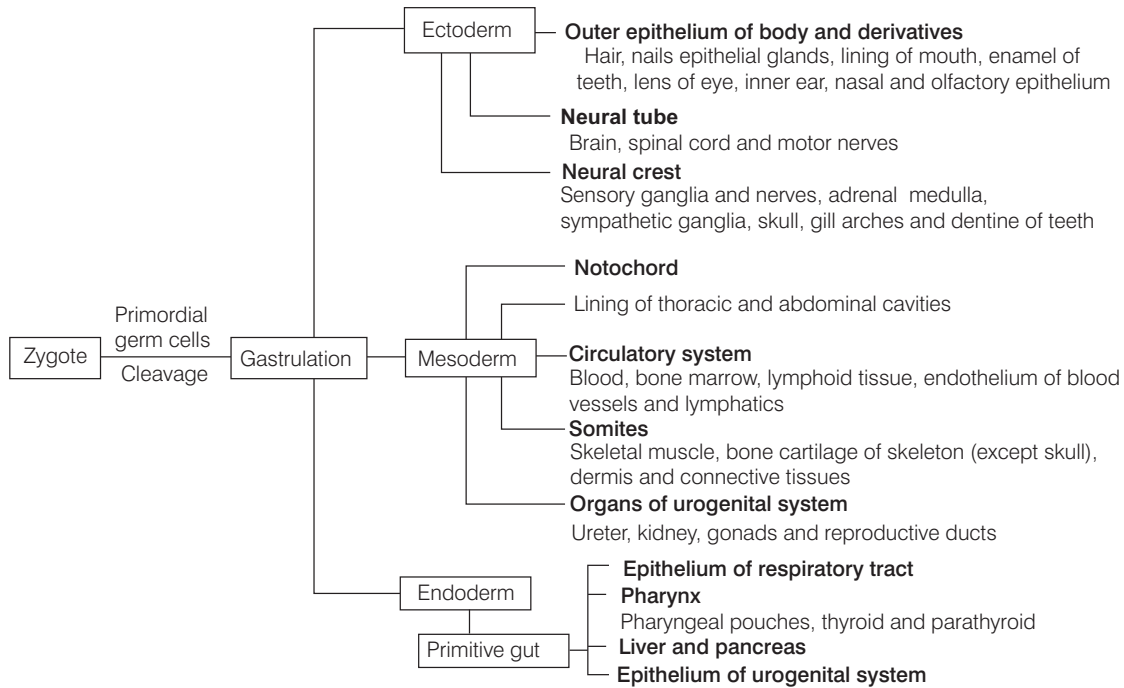 Ectoderm
Outer epithelium of body and derivatives
Hair, nails epithelial glands, lining of mouth, enamel of
teeth, lens of eye, inner ear, nasal and olfactory epithelium
Neural tube
Brain, spinal cord and motor nerves
Neural crest
Sensory ganglia and nerves, adrenal medulla,
sympathetic ganglia, skull, gill arches and dentine of teeth
Zygote
Primordial
germ cells
Cleavage
Gastrulation
Mesoderm
Notochord
Lining of thoracic and abdominal cavities
Circulatory system
Blood, bone marrow, lymphoid tissue, endothelium of blood
vessels and lymphatics
Somites
Skeletal muscle, bone cartilage of skeleton (except skull),
dermis and connective tissues
Organs of urogenital system
Ureter, kidney, gonads and reproductive ducts
Endoderm
Primitive gut
Epithelium of respiratory tract
Pharynx
Pharyngeal pouches, thyroid and parathyroid
Liver and pancreas
Epithelium of urogenital system